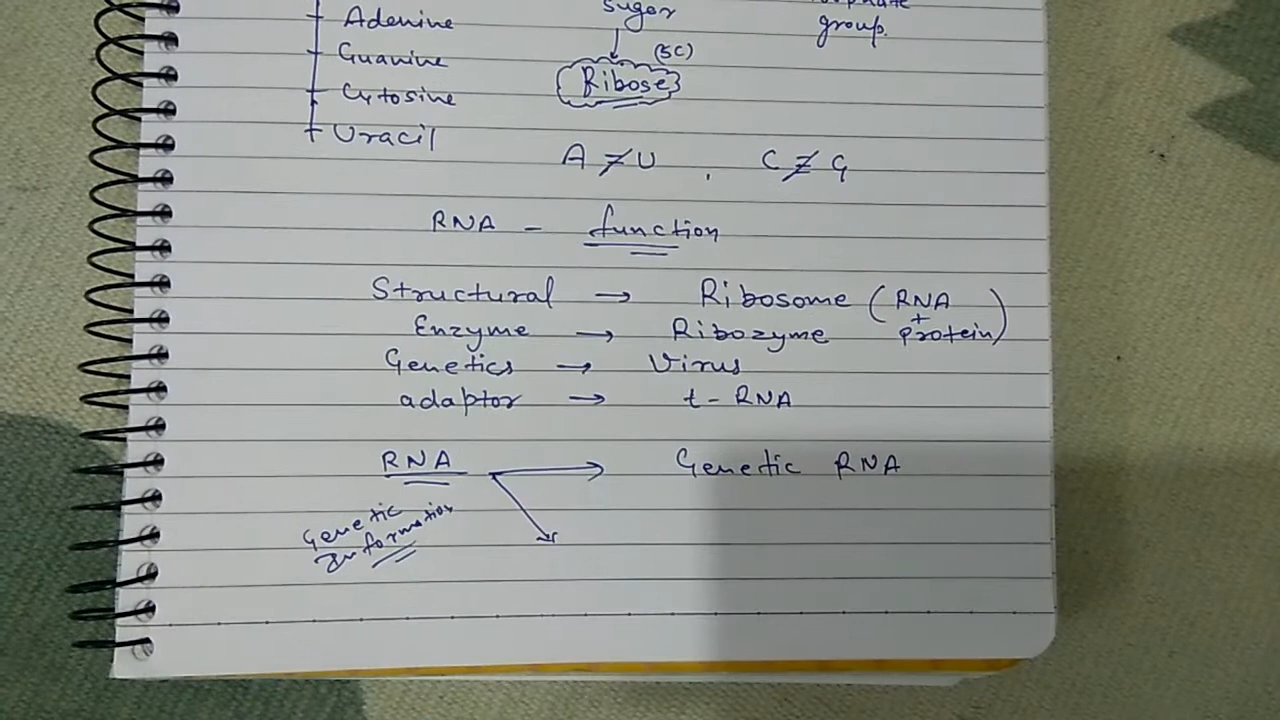 Adenine
Sugar
group.
Guanine
(5C)
Ribose
Cytosine
Uracil
A ≠ U , C ≠ G
RNA - function
Structural → Ribosome (RNA + protein)
Enzyme → Ribozyme
Genetics → Virus
adaptor → t-RNA
RNA → Genetic RNA
Genetic
Information